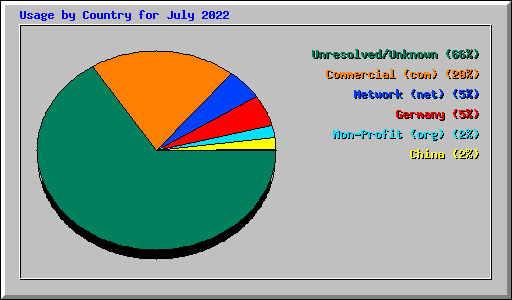 Usage by Country for July 2022
Unresolved/Unknown (66%)
Commercial (com) (20%)
Network (net) (5%)
Germany (5%)
Non-Profit (org) (2%)
China (2%)